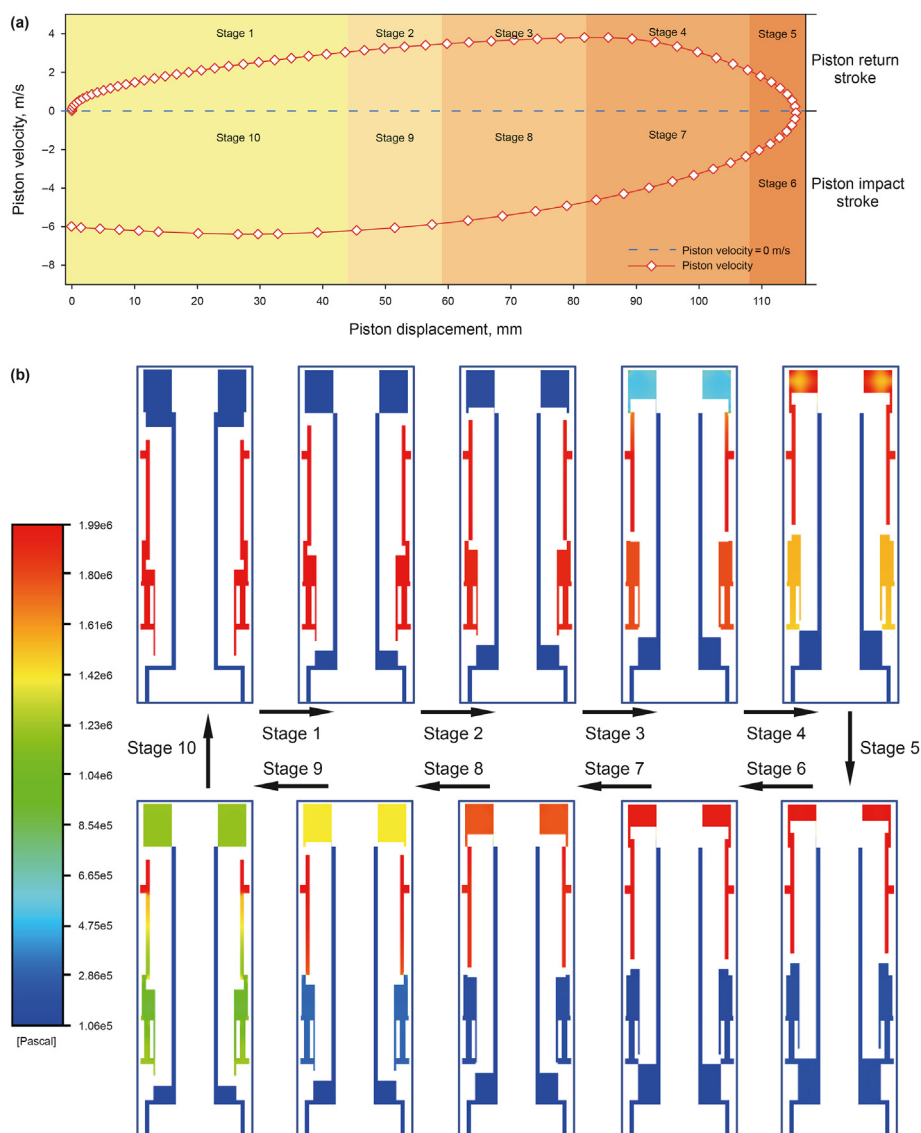 (a)
4
2
0
−2
−4
−6
−8
Piston velocity, m/s
Stage 1
Stage 2
Stage 3
Stage 4
Stage 5
Piston return
stroke
Stage 10
Stage 9
Stage 8
Stage 7
Stage 6
Piston impact
stroke
Piston velocity = 0 m/s
Piston velocity
0 10 20 30 40 50 60 70 80 90 100 110
Piston displacement, mm
(b)
1.99e6
1.80e6
1.61e6
1.42e6
1.23e6
1.04e6
8.54e5
6.65e5
4.75e5
2.86e5
1.06e5
[Pascal]
Stage 1
Stage 2
Stage 3
Stage 4
Stage 5
Stage 10
Stage 9
Stage 8
Stage 7
Stage 6